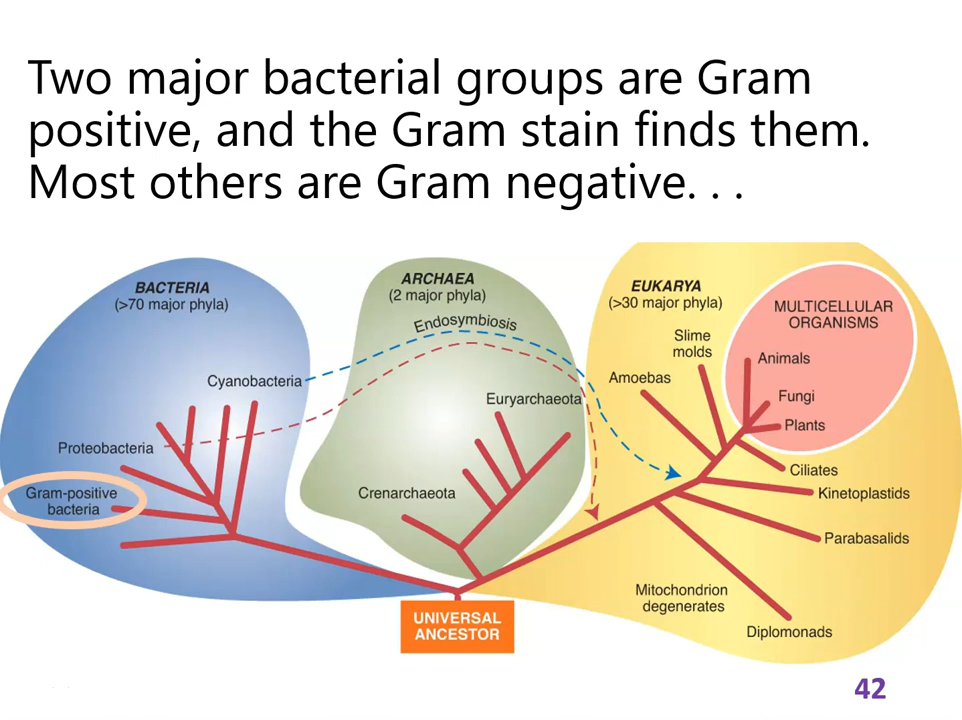 Two major bacterial groups are Gram
positive, and the Gram stain finds them.
Most others are Gram negative. . .
BACTERIA
(>70 major phyla)
ARCHAEA
(2 major phyla)
EUKARYA
(>30 major phyla)
MULTICELLULAR
ORGANISMS
Endosymbiosis
Slime
molds
Animals
Cyanobacteria
Amoebas
Fungi
Euryarchaeota
Plants
Proteobacteria
Ciliates
Gram-positive
bacteria
Crenarchaeota
Kinetoplastids
Parabasalids
Mitochondrion
degenerates
UNIVERSAL
ANCESTOR
Diplomonads
42